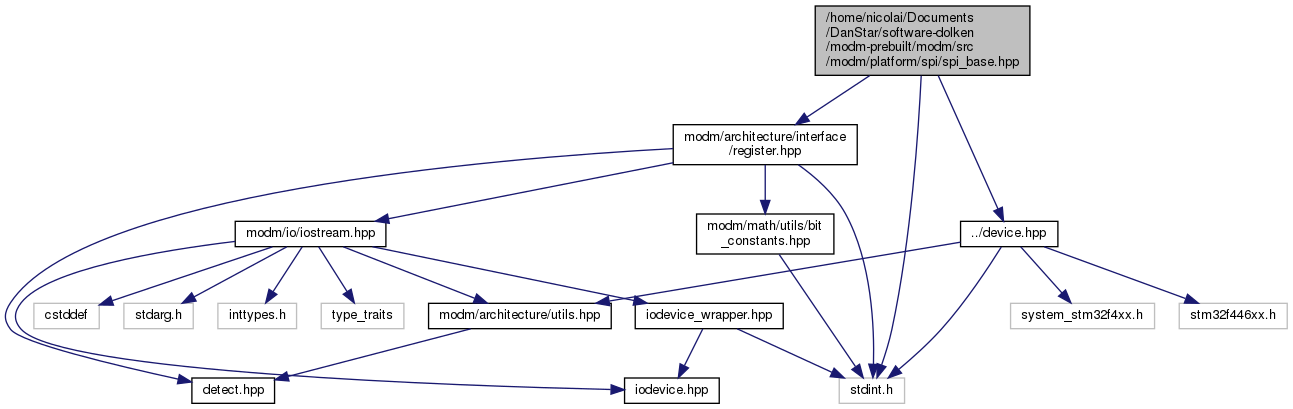 /home/nicolai/Documents
/DanStar/software-dolken
/modm-prebuilt/modm/src
/modm/platform/spi/spi_base.hpp
modm/architecture/interface
/register.hpp
modm/io/iostream.hpp
modm/math/utils/bit
_constants.hpp
../device.hpp
cstddef
stdarg.h
inttypes.h
type_traits
modm/architecture/utils.hpp
iodevice_wrapper.hpp
system_stm32f4xx.h
stm32f446xx.h
detect.hpp
iodevice.hpp
stdint.h